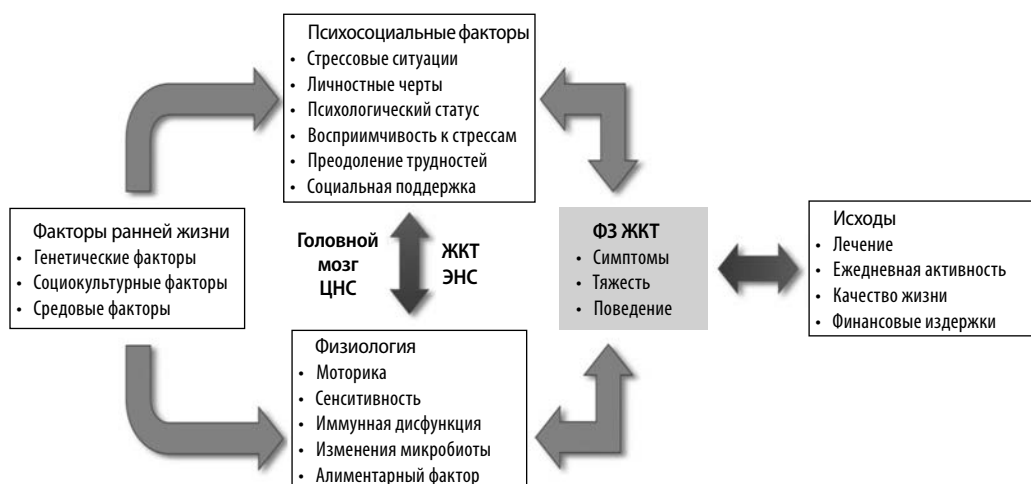 Психосоциальные факторы
• Стрессовые ситуации
• Личностные черты
• Психологический статус
• Восприимчивость к стрессам
• Преодоление трудностей
• Социальная поддержка
Факторы ранней жизни
• Генетические факторы
• Социокультурные факторы
• Средовые факторы
Головной
мозг
ЦНС
ЖКТ
ЭНС
ФЗ ЖКТ
• Симптомы
• Тяжесть
• Поведение
Исходы
• Лечение
• Ежедневная активность
• Качество жизни
• Финансовые издержки
Физиология
• Моторика
• Сенситивность
• Иммунная дисфункция
• Изменения микробиоты
• Алиментарный фактор